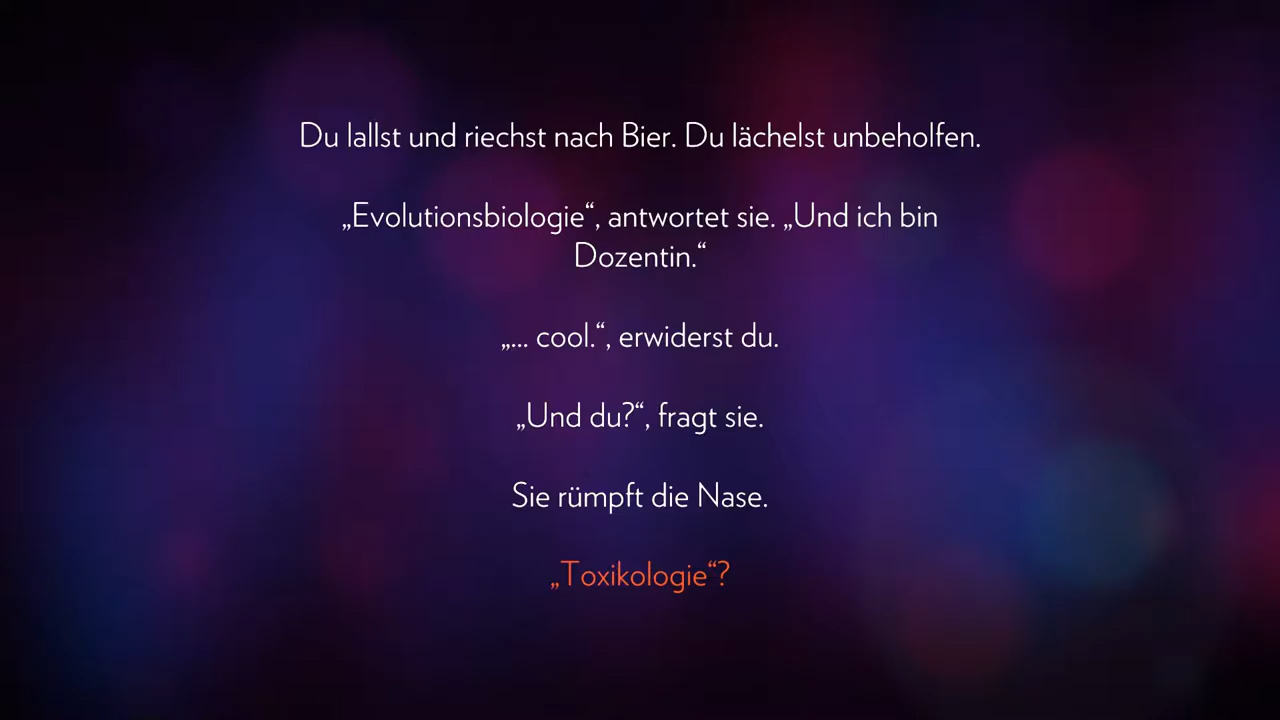 Du lallst und riechst nach Bier. Du lächelst unbeholfen.
„Evolutionsbiologie“, antwortet sie. „Und ich bin
Dozentin.“
„... cool.“, erwiderst du.
„Und du?“, fragt sie.
Sie rümpft die Nase.
„Toxikologie“?